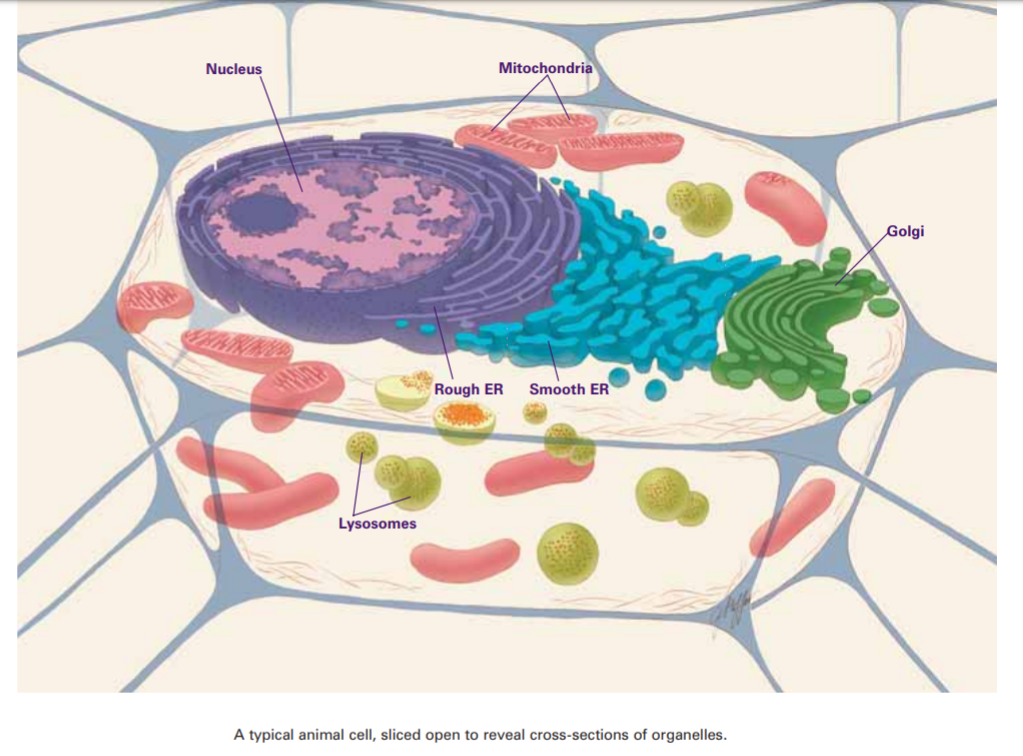 Nucleus
Mitochondria
Golgi
Rough ER
Smooth ER
Lysosomes
A typical animal cell, sliced open to reveal cross-sections of organelles.